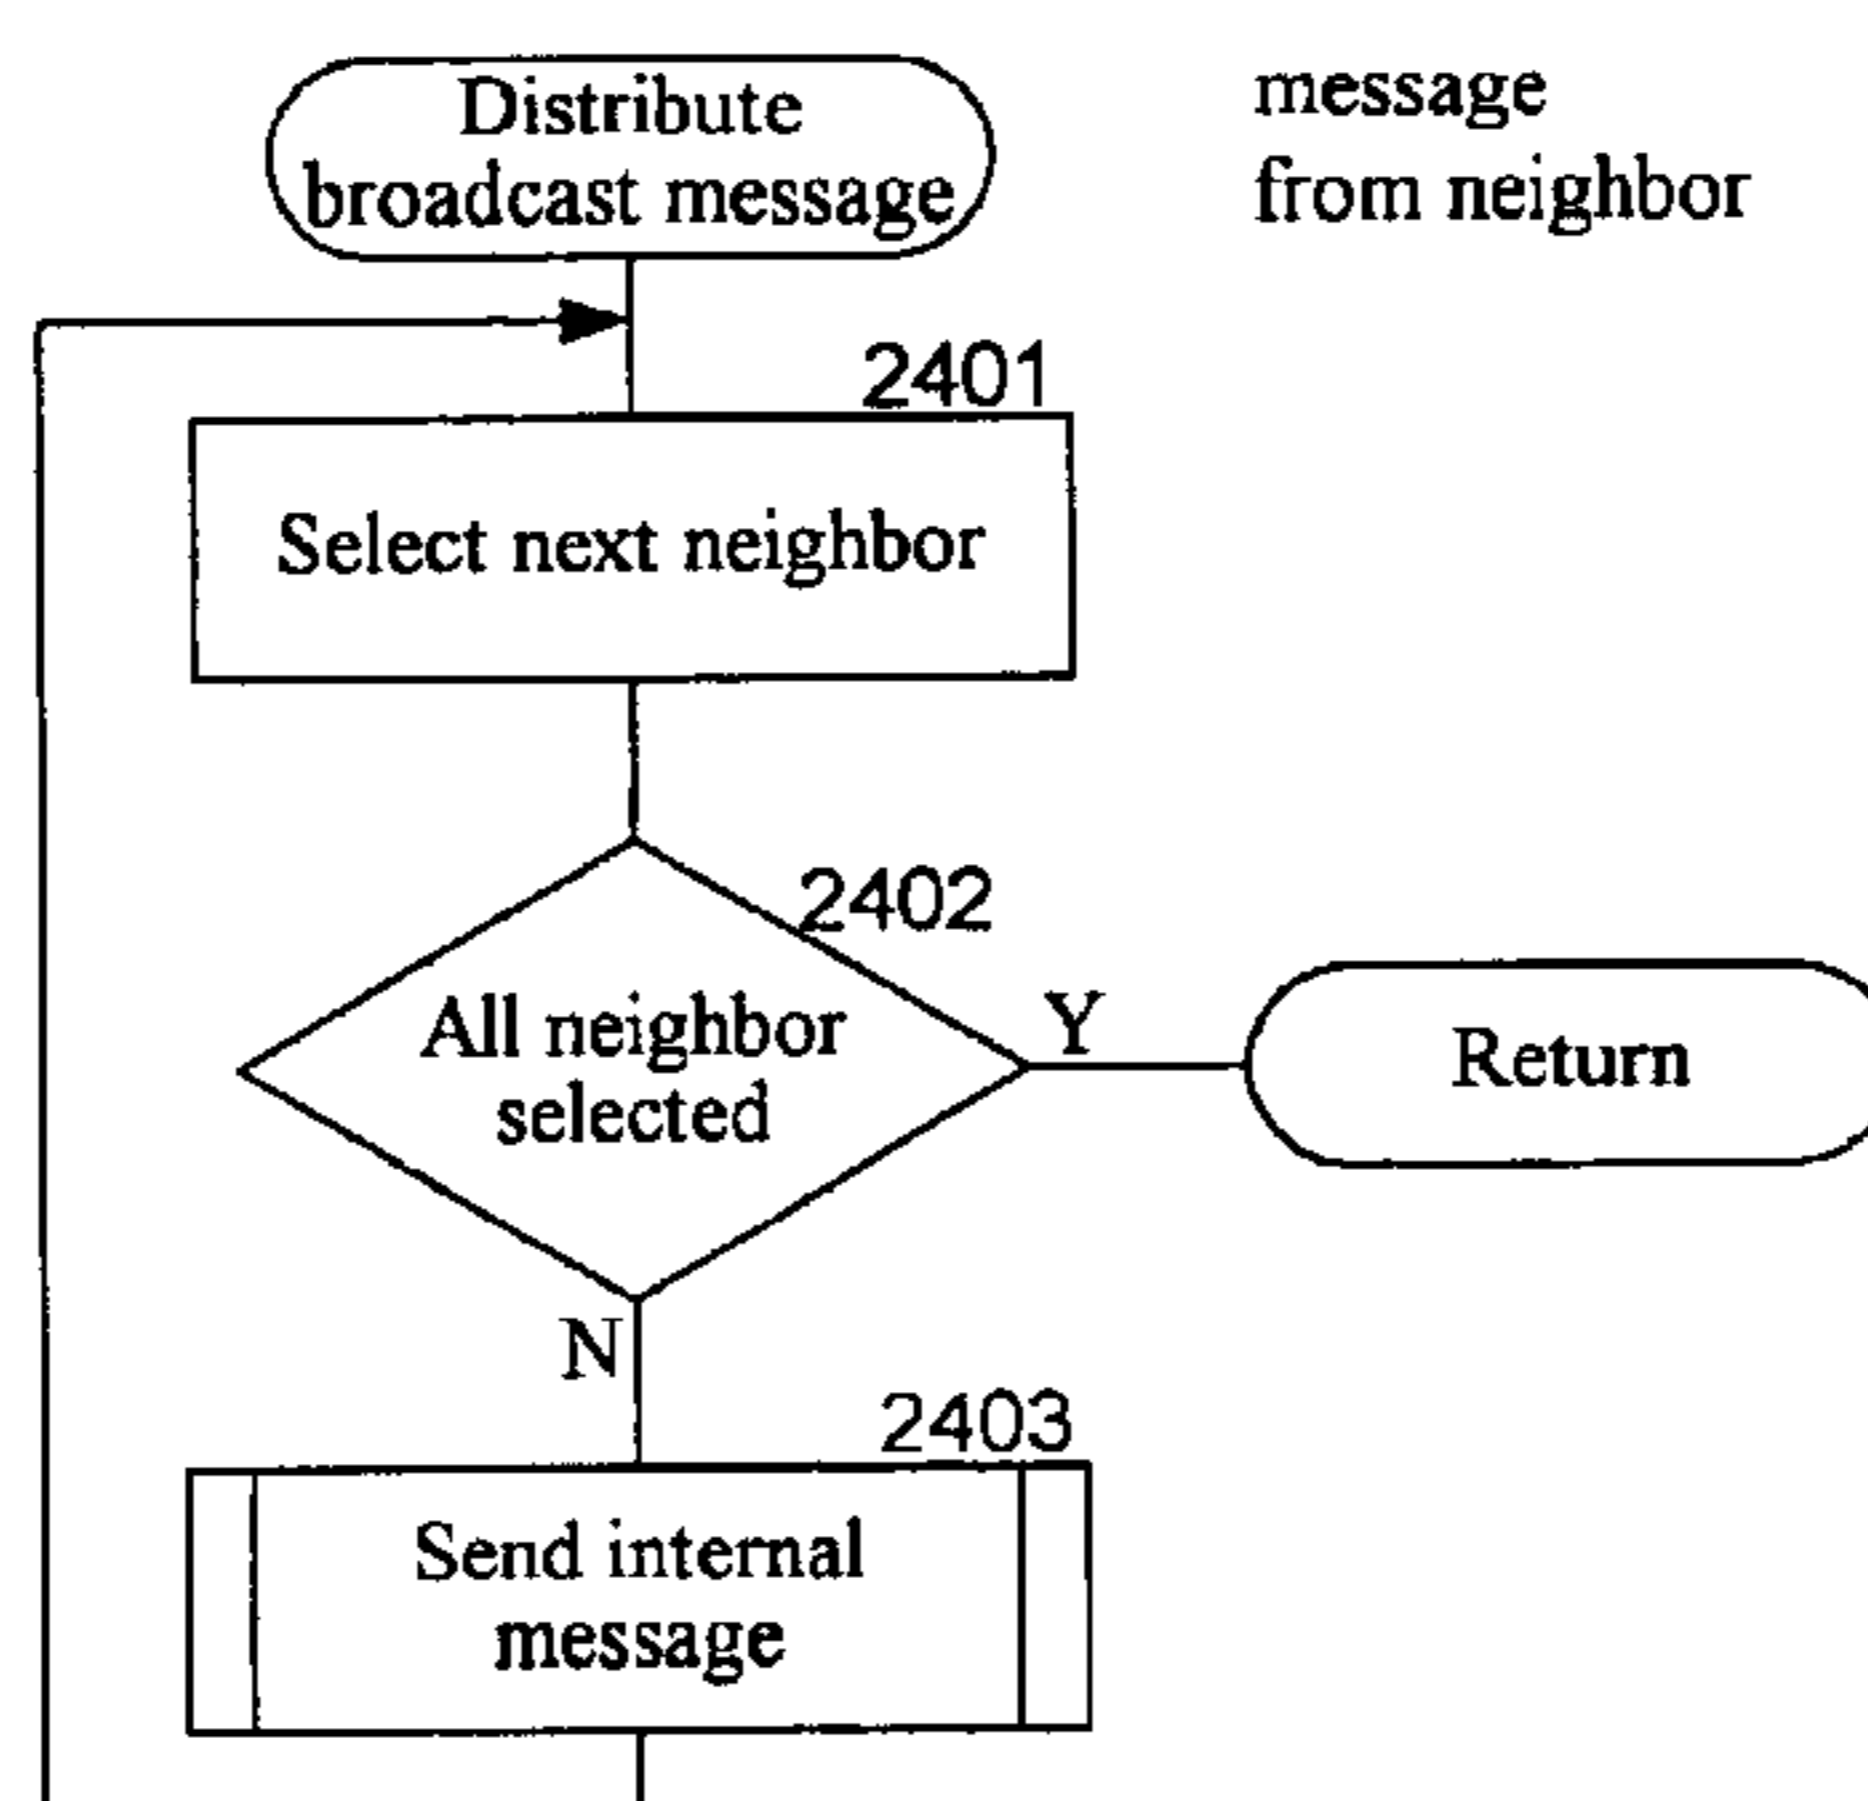 Distribute
broadcast message
message
from neighbor
2401
Select next neighbor
2402
All neighbor
selected
Y
Return
N
2403
Send internal
message